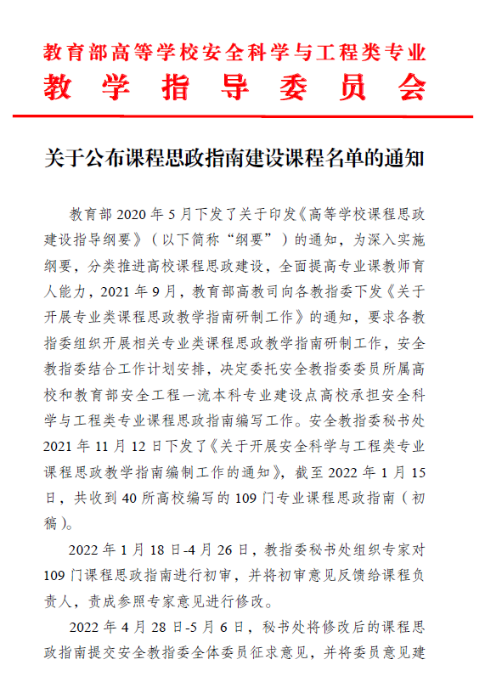 教育部高等学校安全科学与工程类专业
教学指导委员会
关于公布课程思政指南建设课程名单的通知
教育部 2020 年 5 月下发了关于印发《高等学校课程思政
建设指导纲要》（以下简称“纲要”）的通知，为深入实施
纲要，分类推进高校课程思政建设，全面提高专业课教师育
人能力，2021 年 9 月，教育部高教司向各教指委下发《关于
开展专业类课程思政教学指南研制工作》的通知，要求各教
指委组织开展相关专业类课程思政教学指南研制工作，安全
教指委结合工作计划安排，决定委托安全教指委委员所属高
校和教育部安全工程一流本科专业建设点高校承担安全科
学与工程类专业课程思政指南编写工作。安全教指委秘书处
2021 年 11 月 12 日下发了《关于开展安全科学与工程类专业
课程思政教学指南编制工作的通知》，截至 2022 年 1 月 15
日，共收到 40 所高校编写的 109 门专业课程思政指南（初
稿）。
2022 年 1 月 18 日-4 月 26 日，教指委秘书处组织专家对
109 门课程思政指南进行初审，并将初审意见反馈给课程负
责人，责成参照专家意见进行修改。
2022 年 4 月 28 日-5 月 6 日，秘书处将修改后的课程思
政指南提交安全教指委全体委员征求意见，并将委员意见建